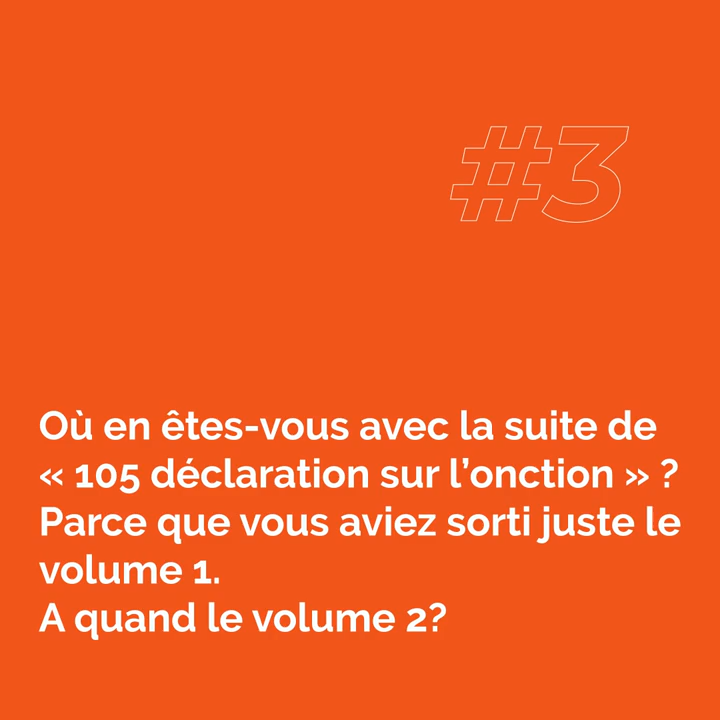 #3
Où en êtes-vous avec la suite de
« 105 déclaration sur l’onction » ?
Parce que vous aviez sorti juste le
volume 1.
A quand le volume 2?